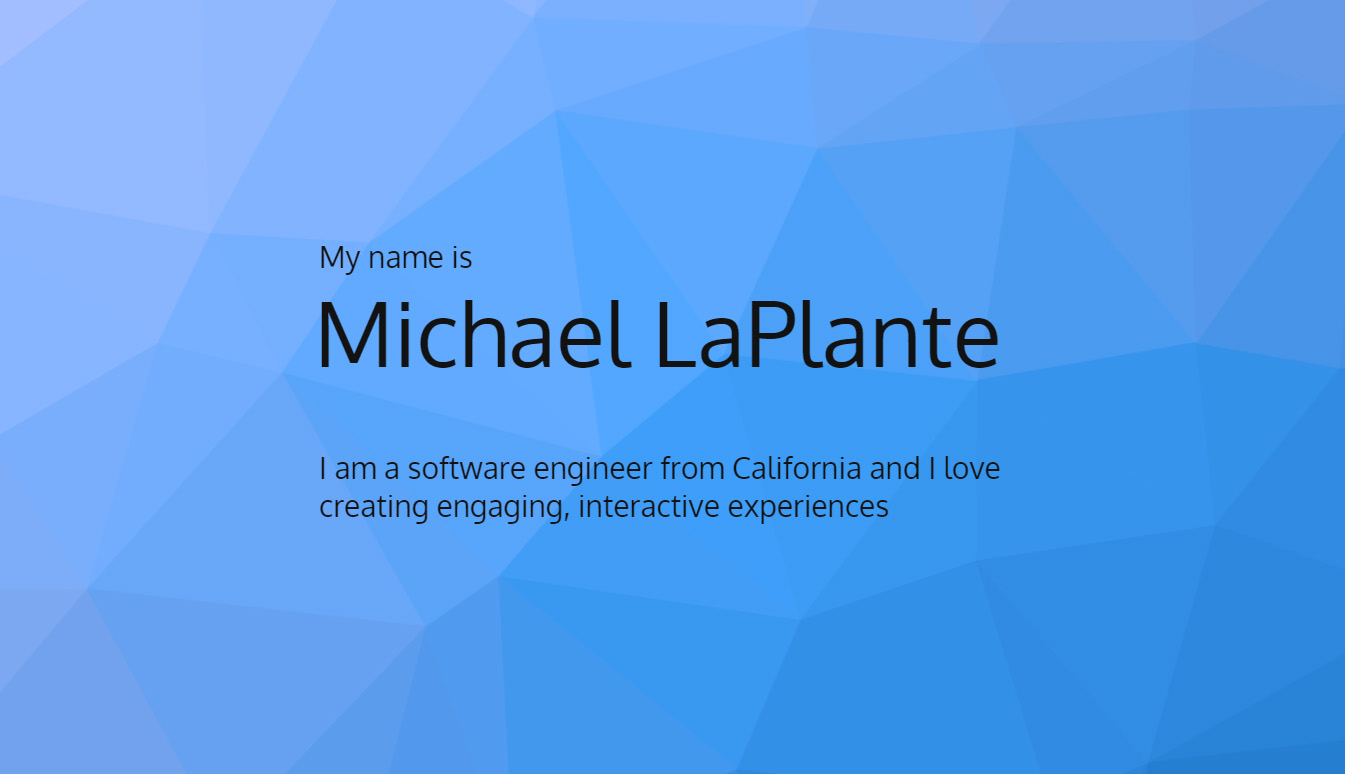 My name is
Michael LaPlante
I am a software engineer from California and I love
creating engaging, interactive experiences